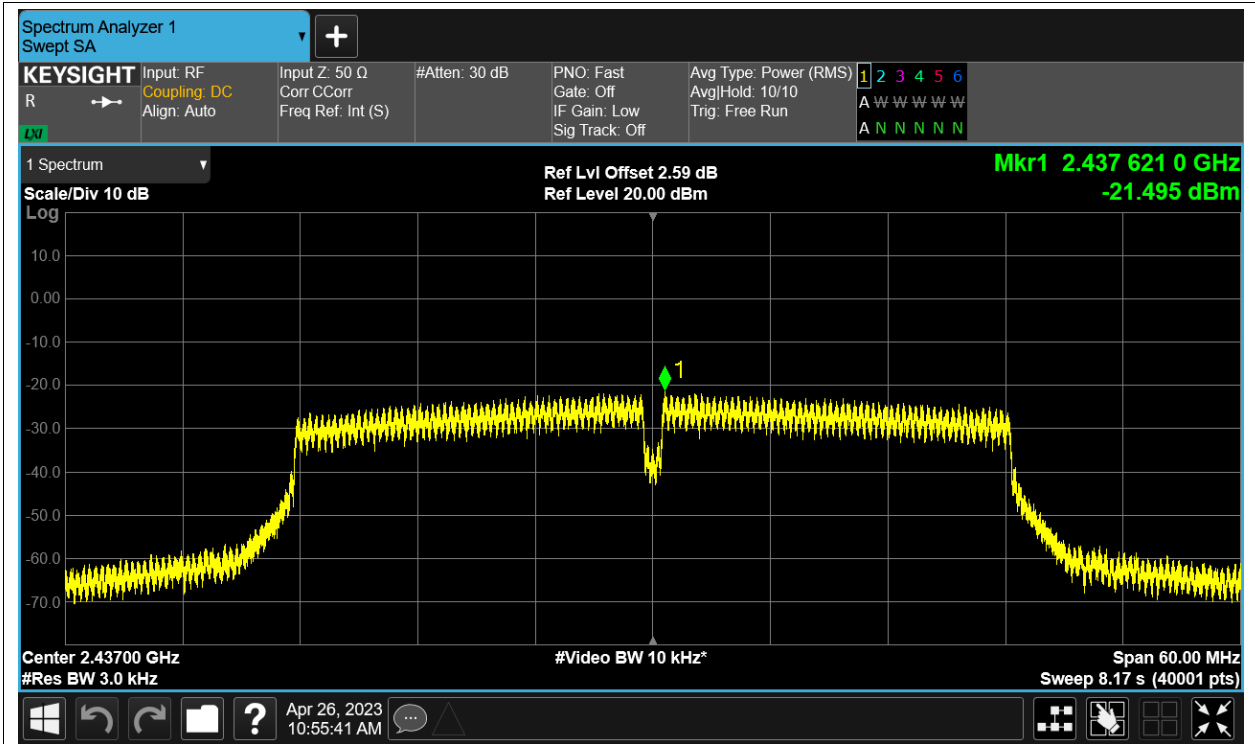 Spectrum Analyzer 1
Swept SA
+
KEYSIGHT Input: RF Input Z: 50 Ω #Atten: 30 dB PNO: Fast Avg Type: Power (RMS) 1 2 3 4 5 6
R Coupling: DC Corr CCorr Gate: Off Avg|Hold: 10/10 A W W W W W
Align: Auto Freq Ref: Int (S) IF Gain: Low Trig: Free Run
LXI Sig Track: Off A N N N N N
1 Spectrum Ref Lvl Offset 2.59 dB Mkr1 2.437 621 0 GHz
Scale/Div 10 dB Ref Level 20.00 dBm -21.495 dBm
Log
10.0
0.00
-10.0
1
-20.0
-30.0
-40.0
-50.0
-60.0
-70.0
Center 2.43700 GHz #Video BW 10 kHz* Span 60.00 MHz
#Res BW 3.0 kHz Sweep 8.17 s (40001 pts)
? Apr 26, 2023
10:55:41 AM